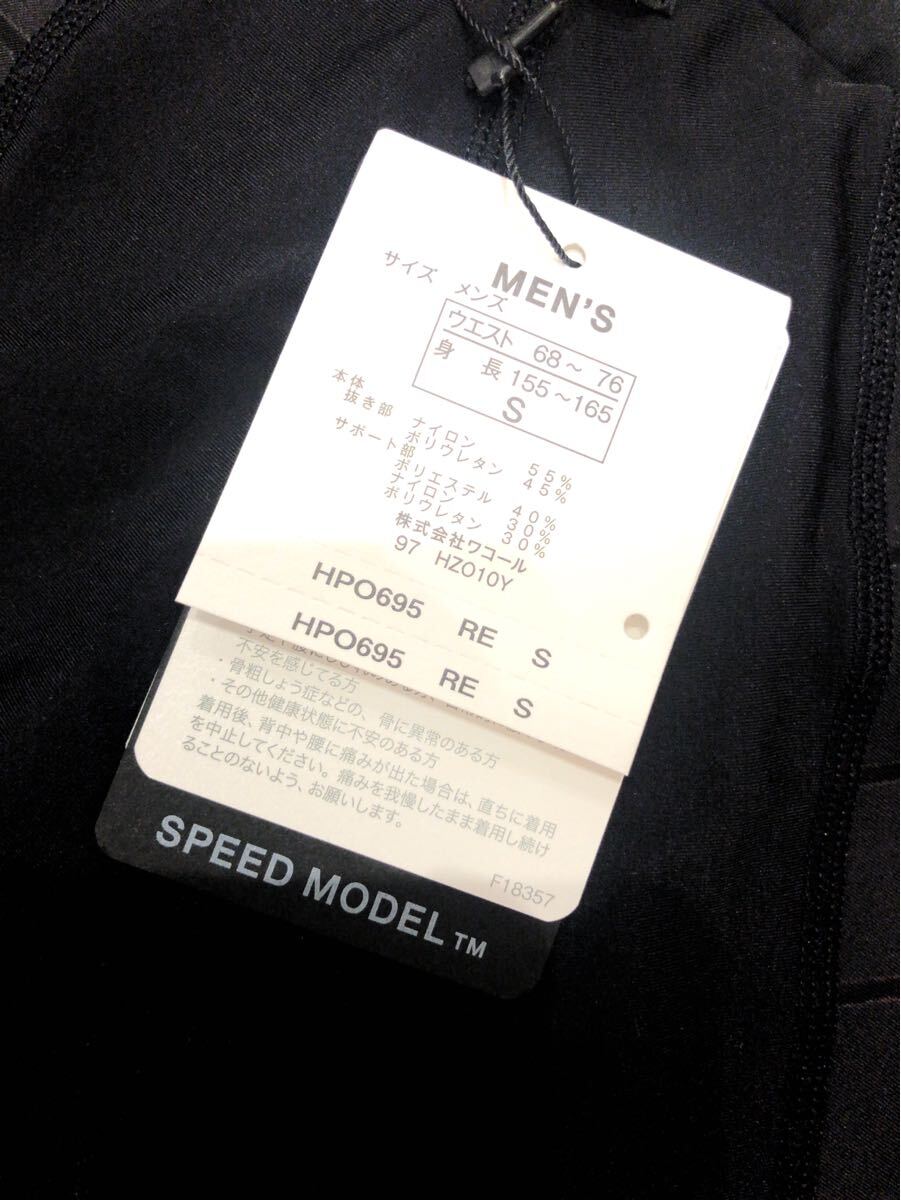 MEN'S
サイズ メンズ
ウエスト 68～76
身 長 155～165
S
本体
抜き部 ナイロン 55%
ポリウレタン 45%
サポート部
ポリエステル 40%
ナイロン 30%
ポリウレタン 30%
株式会社ワコール
97 HZ010Y
HPO695 RE S
HPO695 RE S
不安を感じてる方
・骨粗しょう症などの、骨に異常のある方
・その他健康状態に不安のある方
着用後、背中や腰に痛みが出た場合は、直ちに着用
を中止してください。痛みを我慢したまま着用し続け
ることのないよう、お願いします。
F18357
SPEED MODEL TM